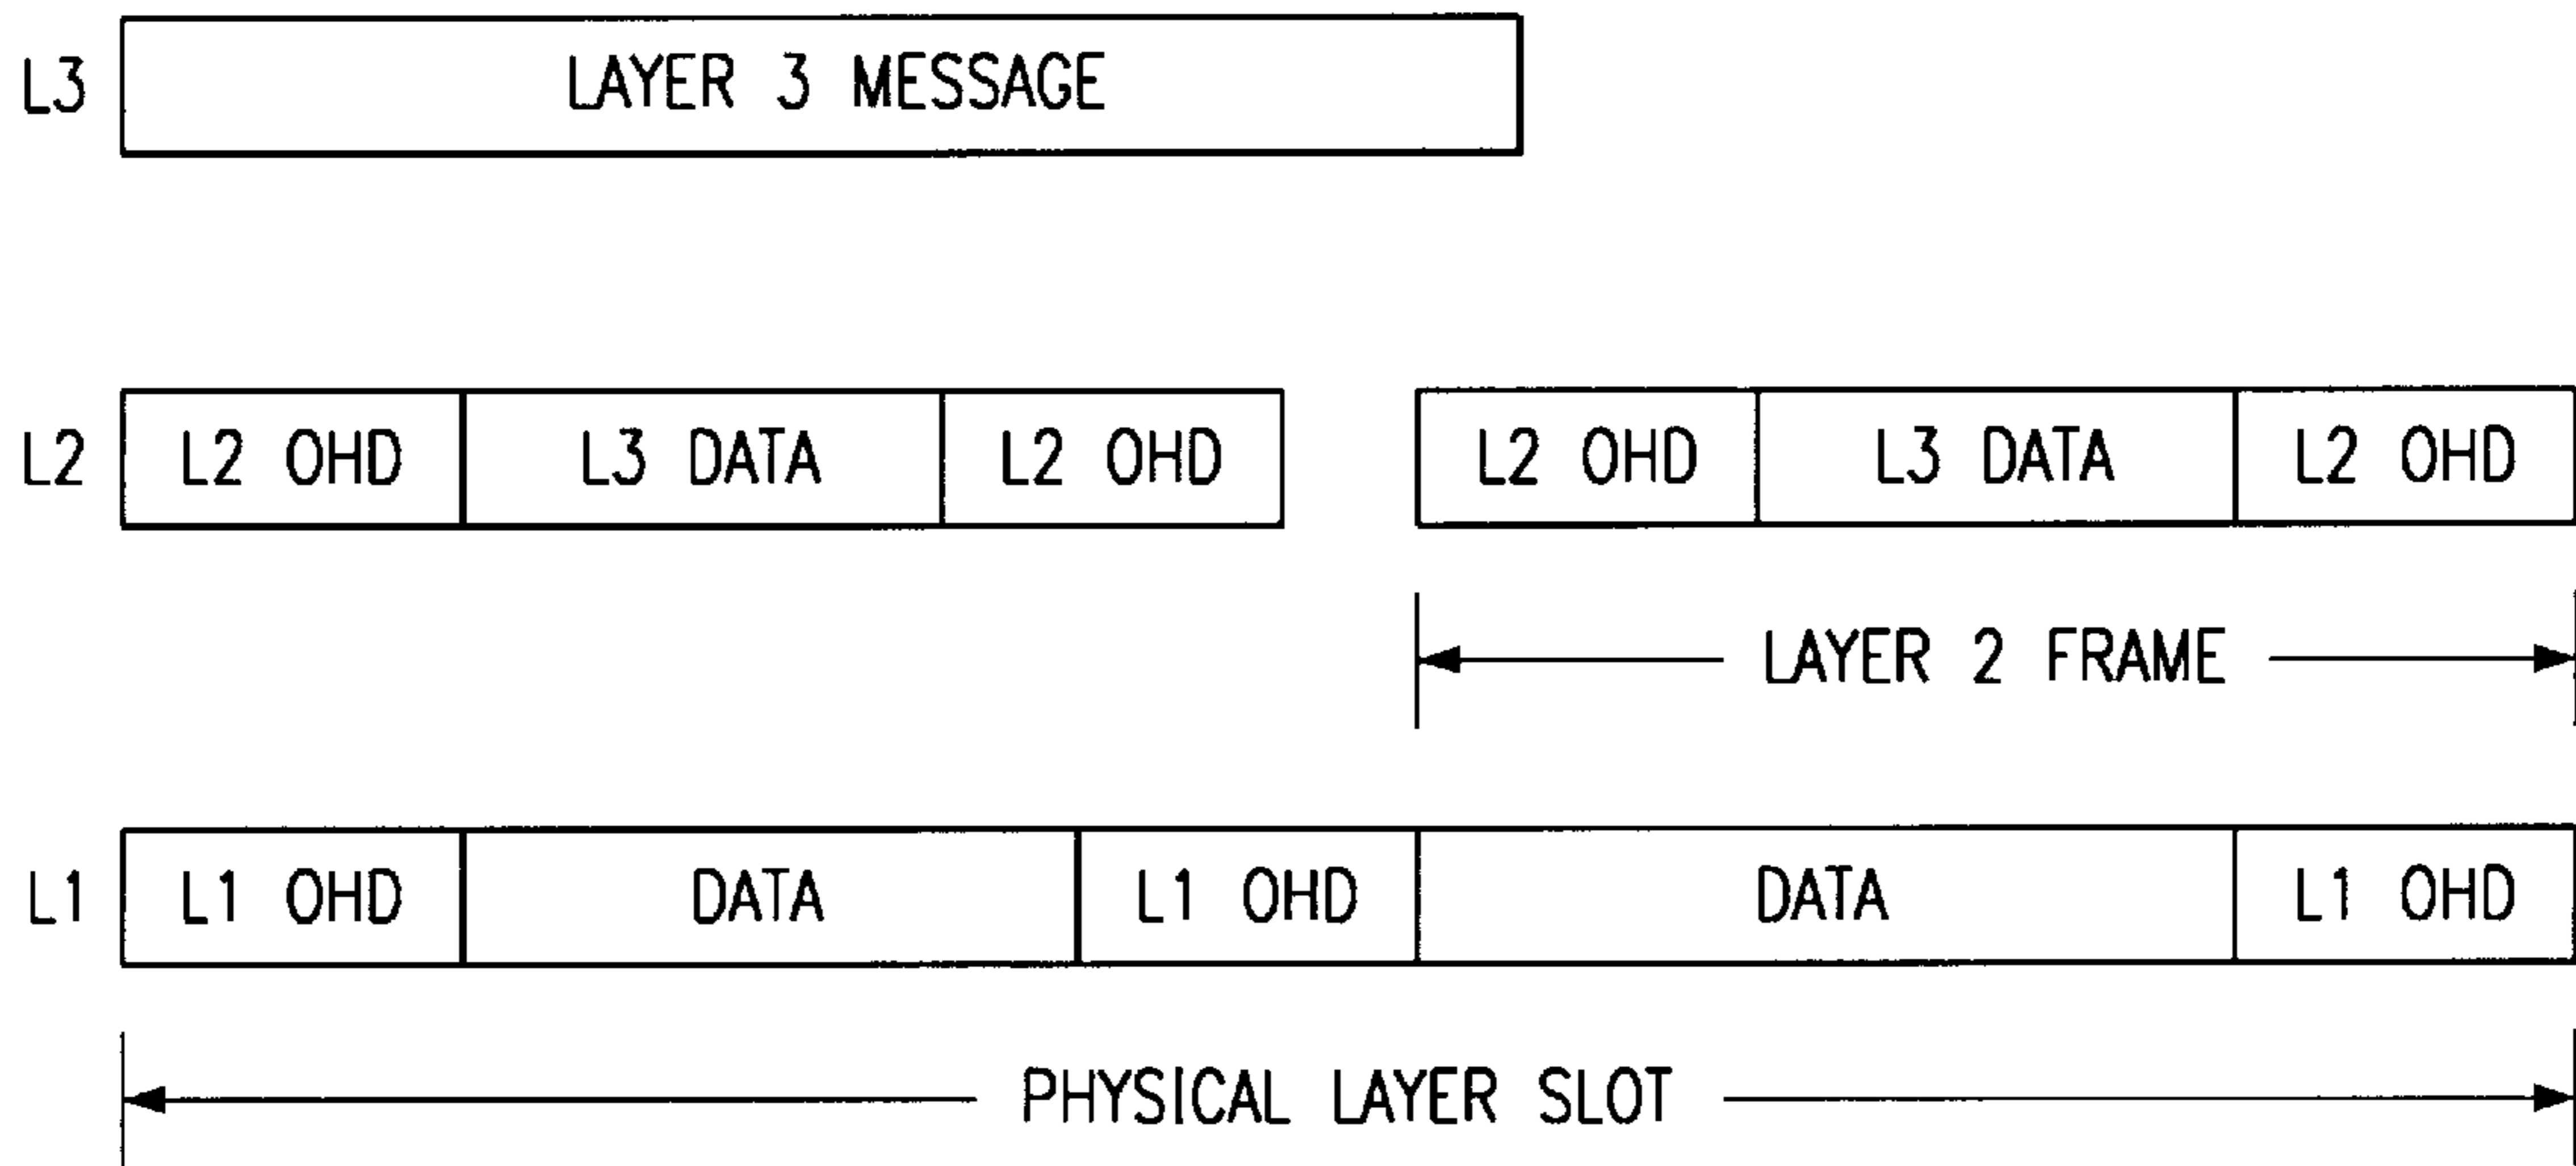 L3 LAYER 3 MESSAGE
L2 L2 OHD L3 DATA L2 OHD L2 OHD L3 DATA L2 OHD
LAYER 2 FRAME
L1 L1 OHD DATA L1 OHD DATA L1 OHD
PHYSICAL LAYER SLOT